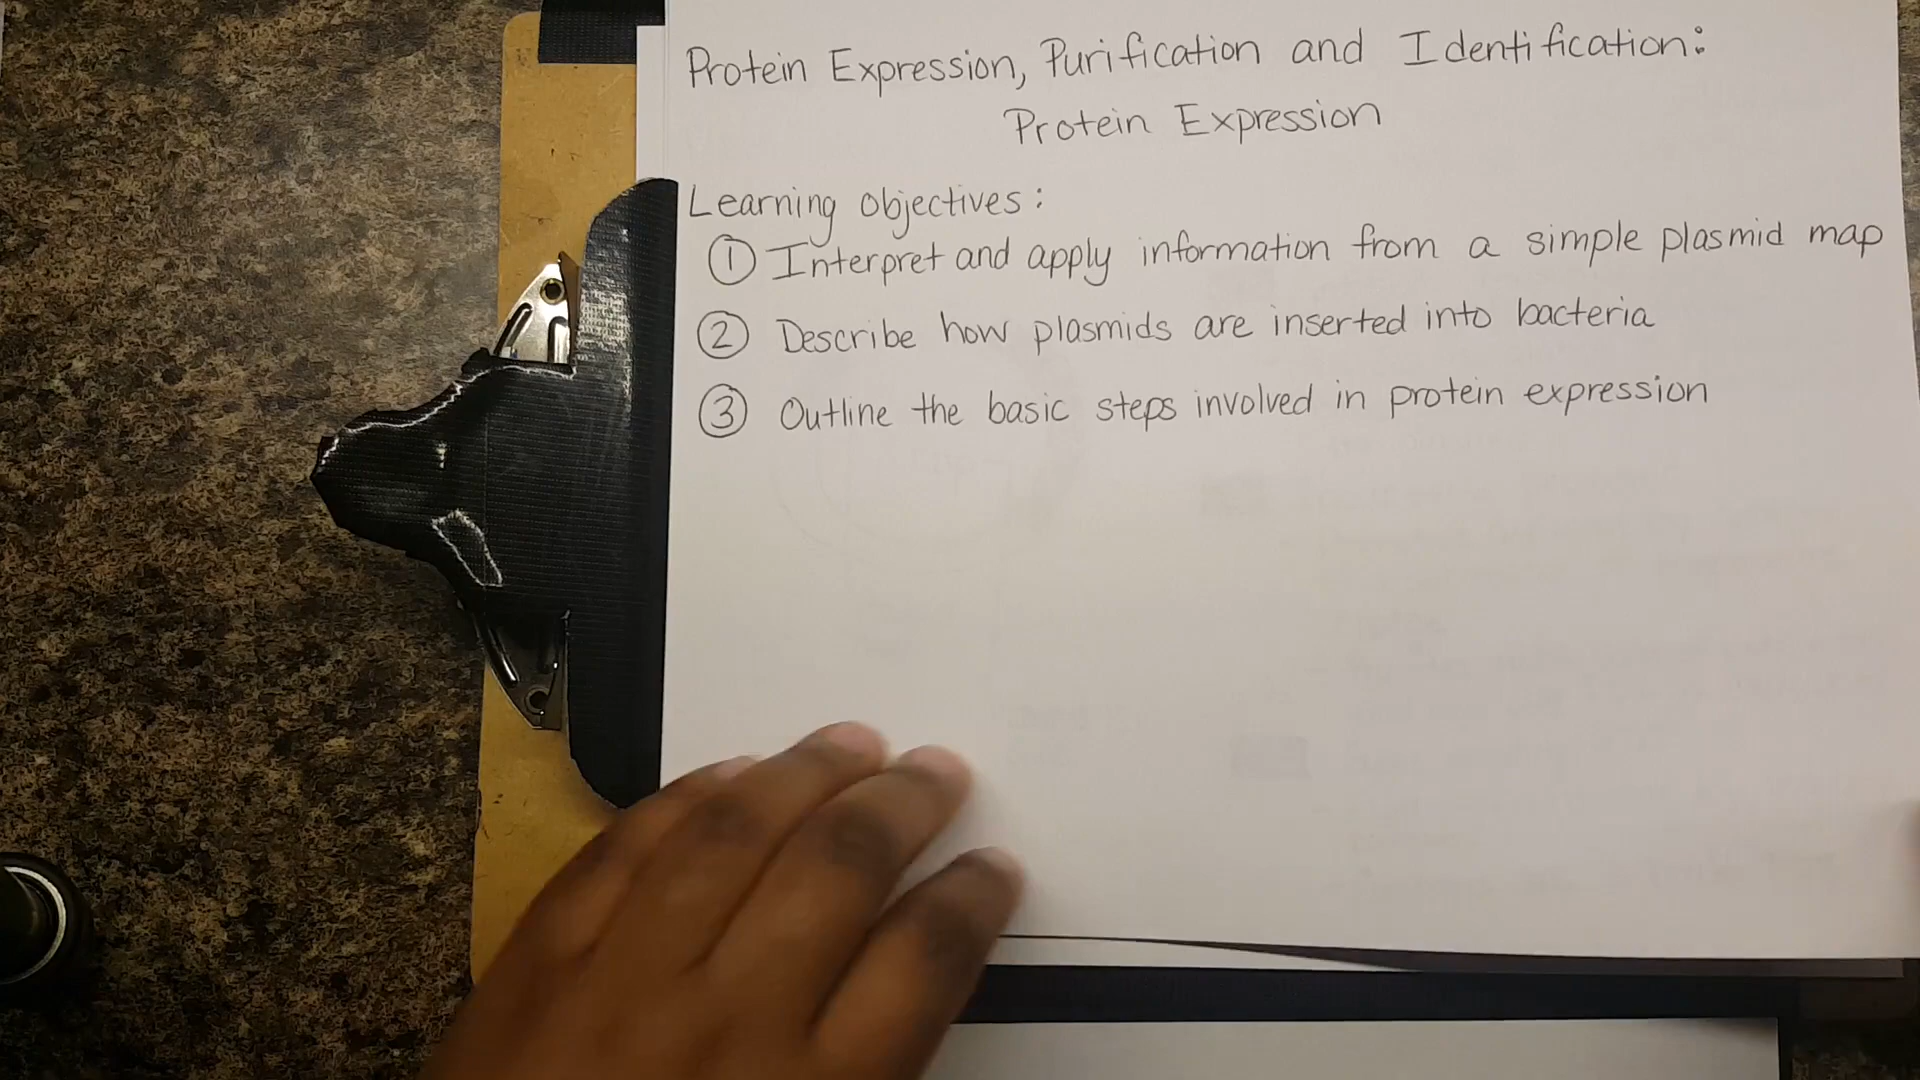 Protein Expression, Purification and Identification:
Protein Expression
Learning objectives:
① Interpret and apply information from a simple plasmid map
② Describe how plasmids are inserted into bacteria
③ Outline the basic steps involved in protein expression